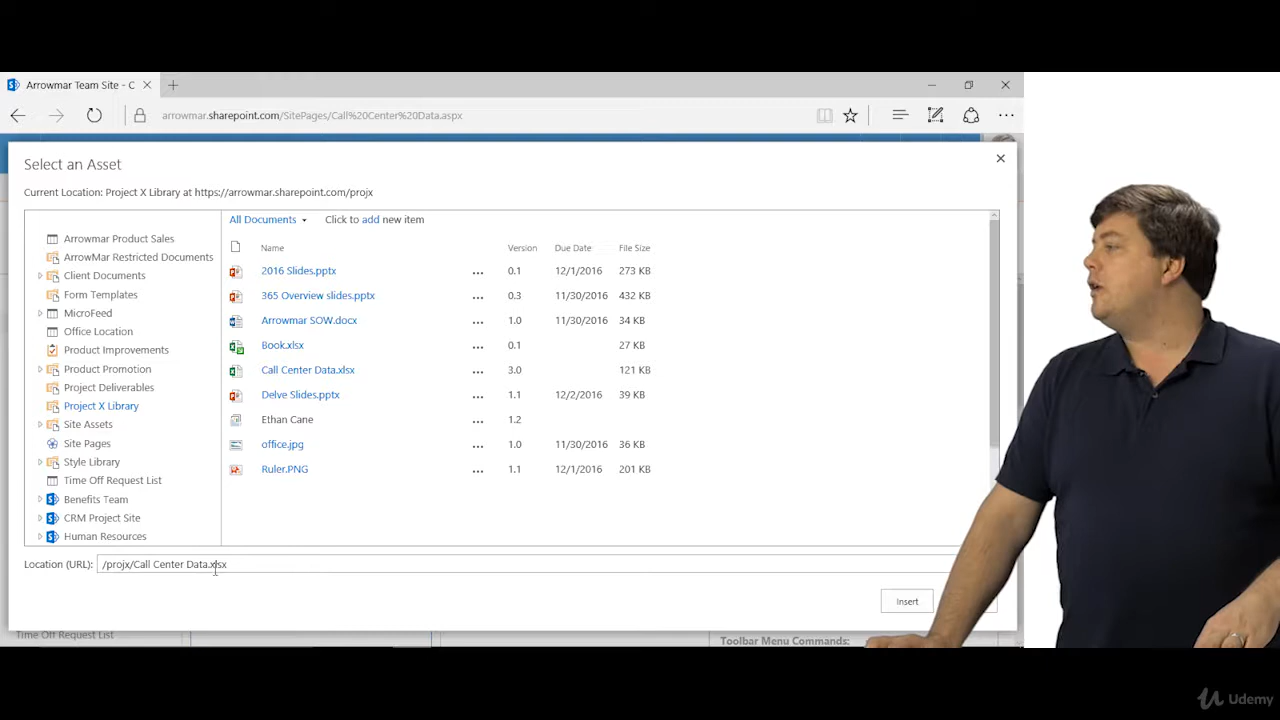 Arrowmar Team Site - C
arrowmar.sharepoint.com/SitePages/Call%20Center%20Data.aspx
Select an Asset
Current Location: Project X Library at https://arrowmar.sharepoint.com/projx
All Documents Click to add new item
Name Version Due Date File Size
Arrowmar Product Sales
ArrowMar Restricted Documents
Client Documents
Form Templates
MicroFeed
Office Location
Product Improvements
Product Promotion
Project Deliverables
Project X Library
Site Assets
Site Pages
Style Library
Time Off Request List
Benefits Team
CRM Project Site
Human Resources
2016 Slides.pptx ... 0.1 12/1/2016 273 KB
365 Overview slides.pptx ... 0.3 11/30/2016 432 KB
Arrowmar SOW.docx ... 1.0 11/30/2016 34 KB
Book.xlsx ... 0.1 27 KB
Call Center Data.xlsx ... 3.0 121 KB
Delve Slides.pptx ... 1.1 12/2/2016 39 KB
Ethan Cane ... 1.2
office.jpg ... 1.0 11/30/2016 36 KB
Ruler.PNG ... 1.1 12/1/2016 201 KB
Location (URL): /projx/Call Center Data.xlsx
Insert
Time Off Request List
Toolbar Menu Commands:
Udemy